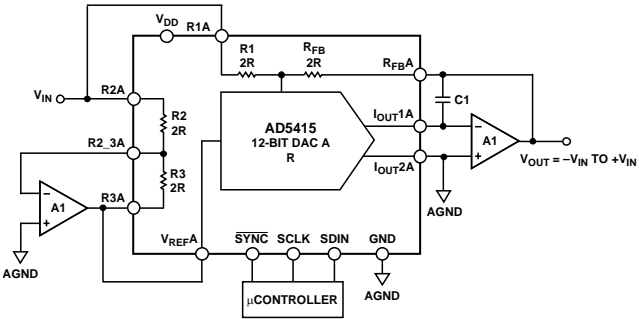 VDD
R1A
R1
2R
RFB
2R
RFBA
VIN
R2A
R2
2R
R2_3A
R3
2R
R3A
AD5415
12-BIT DAC A
R
IOUT1A
IOUT2A
C1
A1
VOUT = –VIN TO +VIN
AGND
A1
AGND
VREFA
SYNC
SCLK
SDIN
GND
µCONTROLLER
AGND